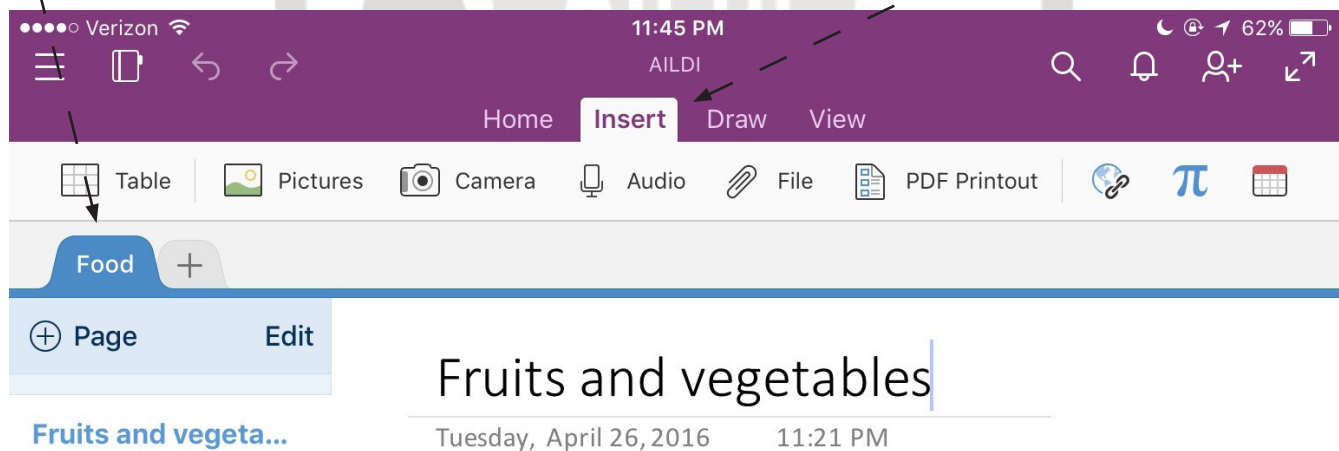 Verizon 11:45 PM 62%
AILDI
Home Insert Draw View
Table Pictures Camera Audio File PDF Printout π
Food +
+ Page Edit
Fruits and vegetables
Fruits and vegeta...
Tuesday, April 26, 2016 11:21 PM